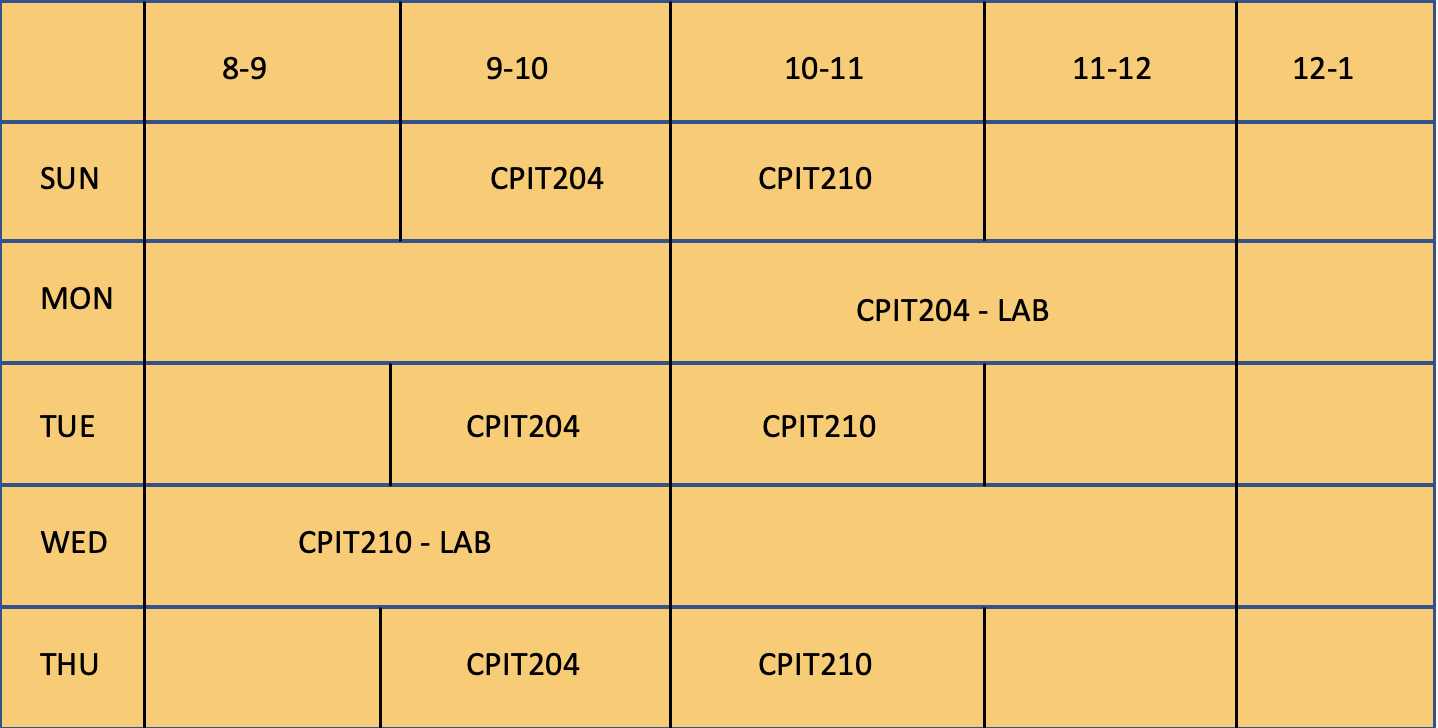 8-9 9-10 10-11 11-12 12-1
SUN CPIT204 CPIT210
MON CPIT204 - LAB
TUE CPIT204 CPIT210
WED CPIT210 - LAB
THU CPIT204 CPIT210